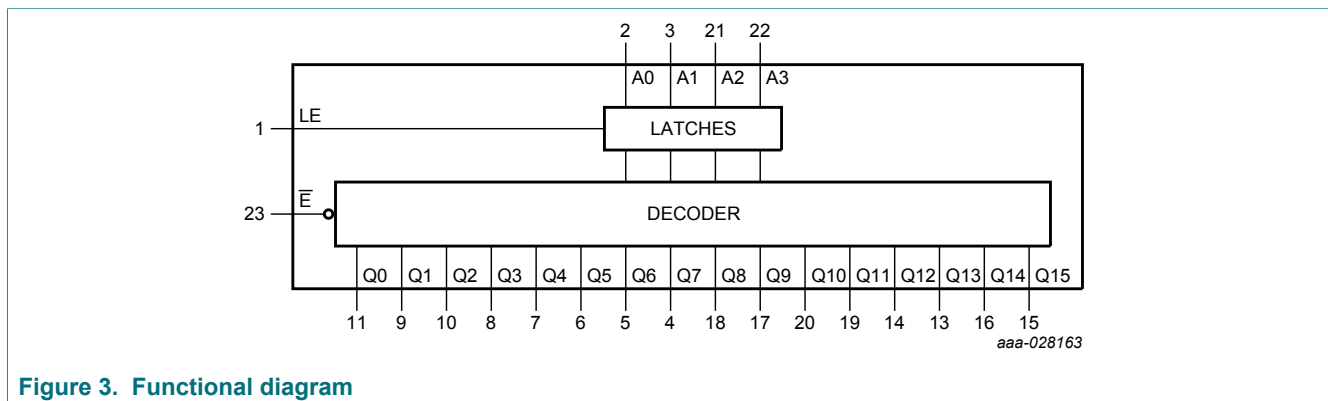 2 3 21 22
A0 A1 A2 A3
LE
1 LATCHES
E̅
23 DECODER
Q0 Q1 Q2 Q3 Q4 Q5 Q6 Q7 Q8 Q9 Q10 Q11 Q12 Q13 Q14 Q15
11 9 10 8 7 6 5 4 18 17 20 19 14 13 16 15
aaa-028163
Figure 3. Functional diagram